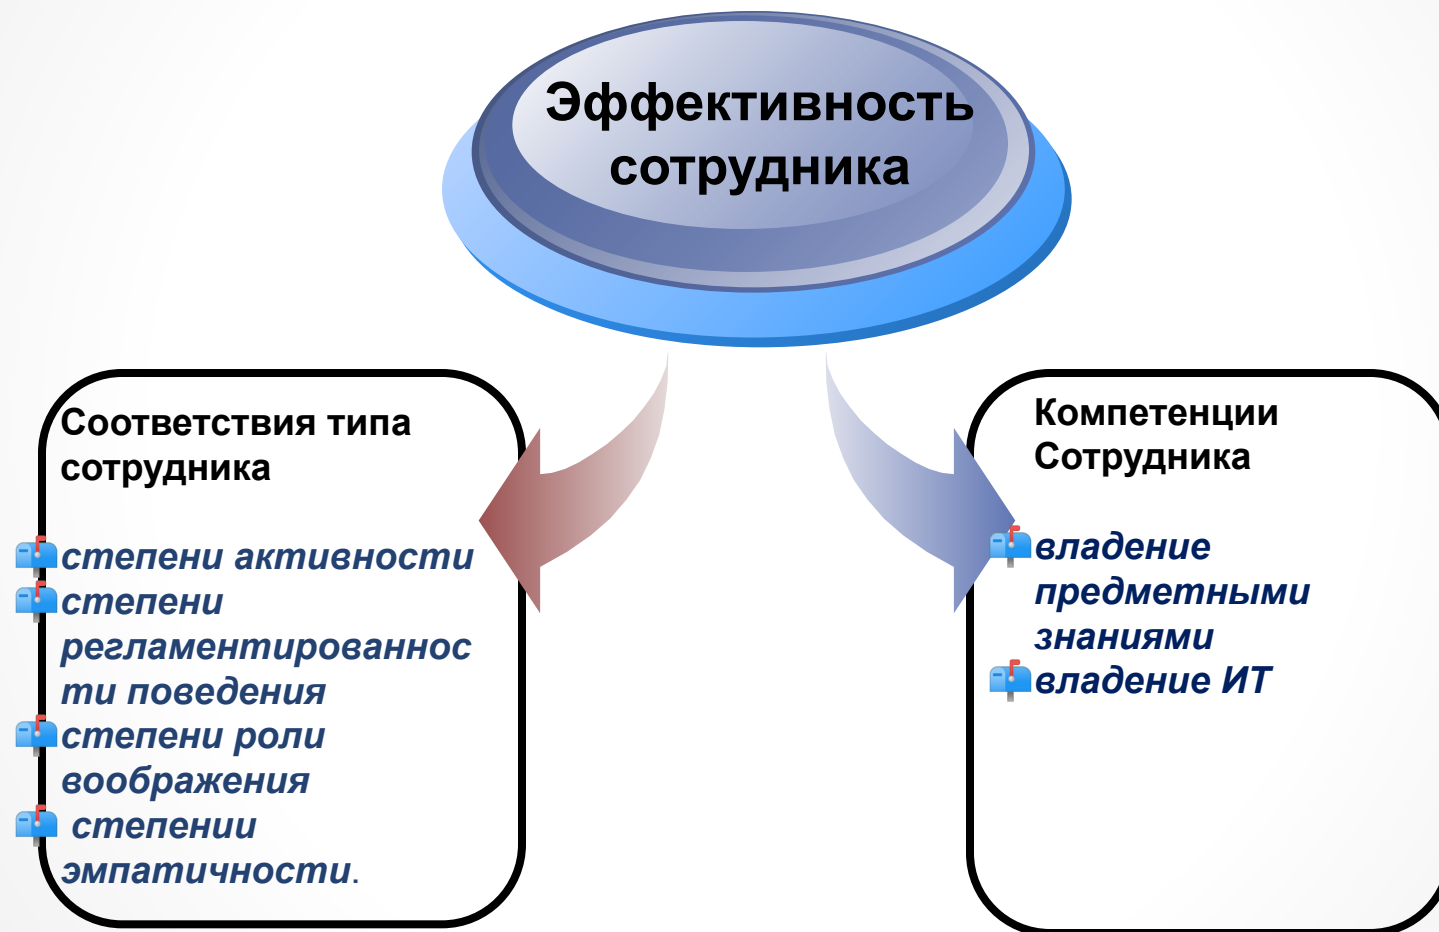 Эффективность
сотрудника
Соответствия типа
сотрудника
степени активности
степени
регламентированнос
ти поведения
степени роли
воображения
степении
эмпатичности.
Компетенции
Сотрудника
владение
предметными
знаниями
владение ИТ